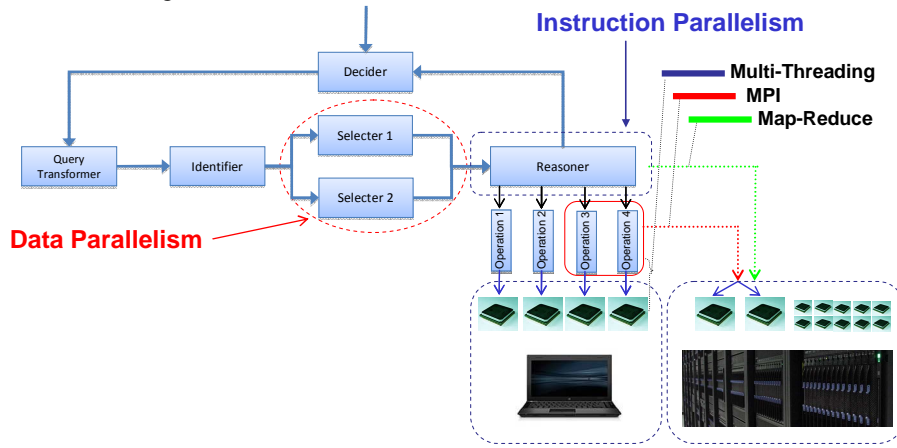 Instruction Parallelism
Decider
Multi-Threading
MPI
Map-Reduce
Selecter 1
Query
Transformer
Identifier
Reasoner
Selecter 2
Data Parallelism
Operation 1
Operation 2
Operation 3
Operation 4